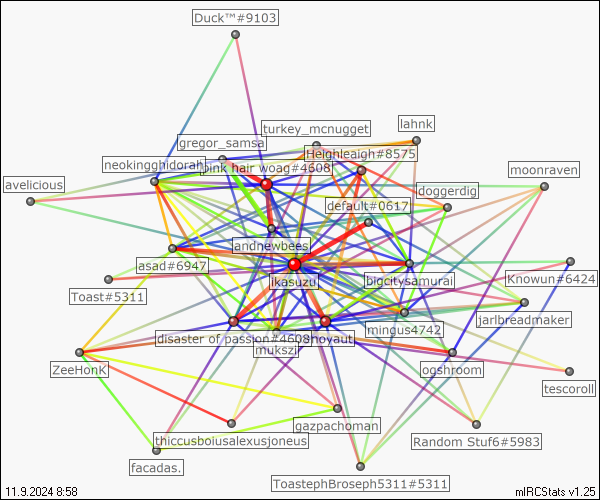 Duck™#9103
turkey_mcnugget
lahnk
gregor_samsa
Heighleaigh#8575
neokingghidorah
pink hair woag#4608
moonraven
avelicious
doggerdig
default#0617
andnewbees
asad#6947
ikasuzu
bigcitysamurai
Knowun#6424
Toast#5311
jarlbreadmaker
mingus4742
disaster of passion#4608
mukszi
ZeeHonK
ogshroom
tescoroll
gazpachoman
thiccusboiusalexusjoneus
Random Stuf6#5983
facadas.
ToastephBroseph5311#5311
11.9.2024 8:58
mIRCStats v1.25